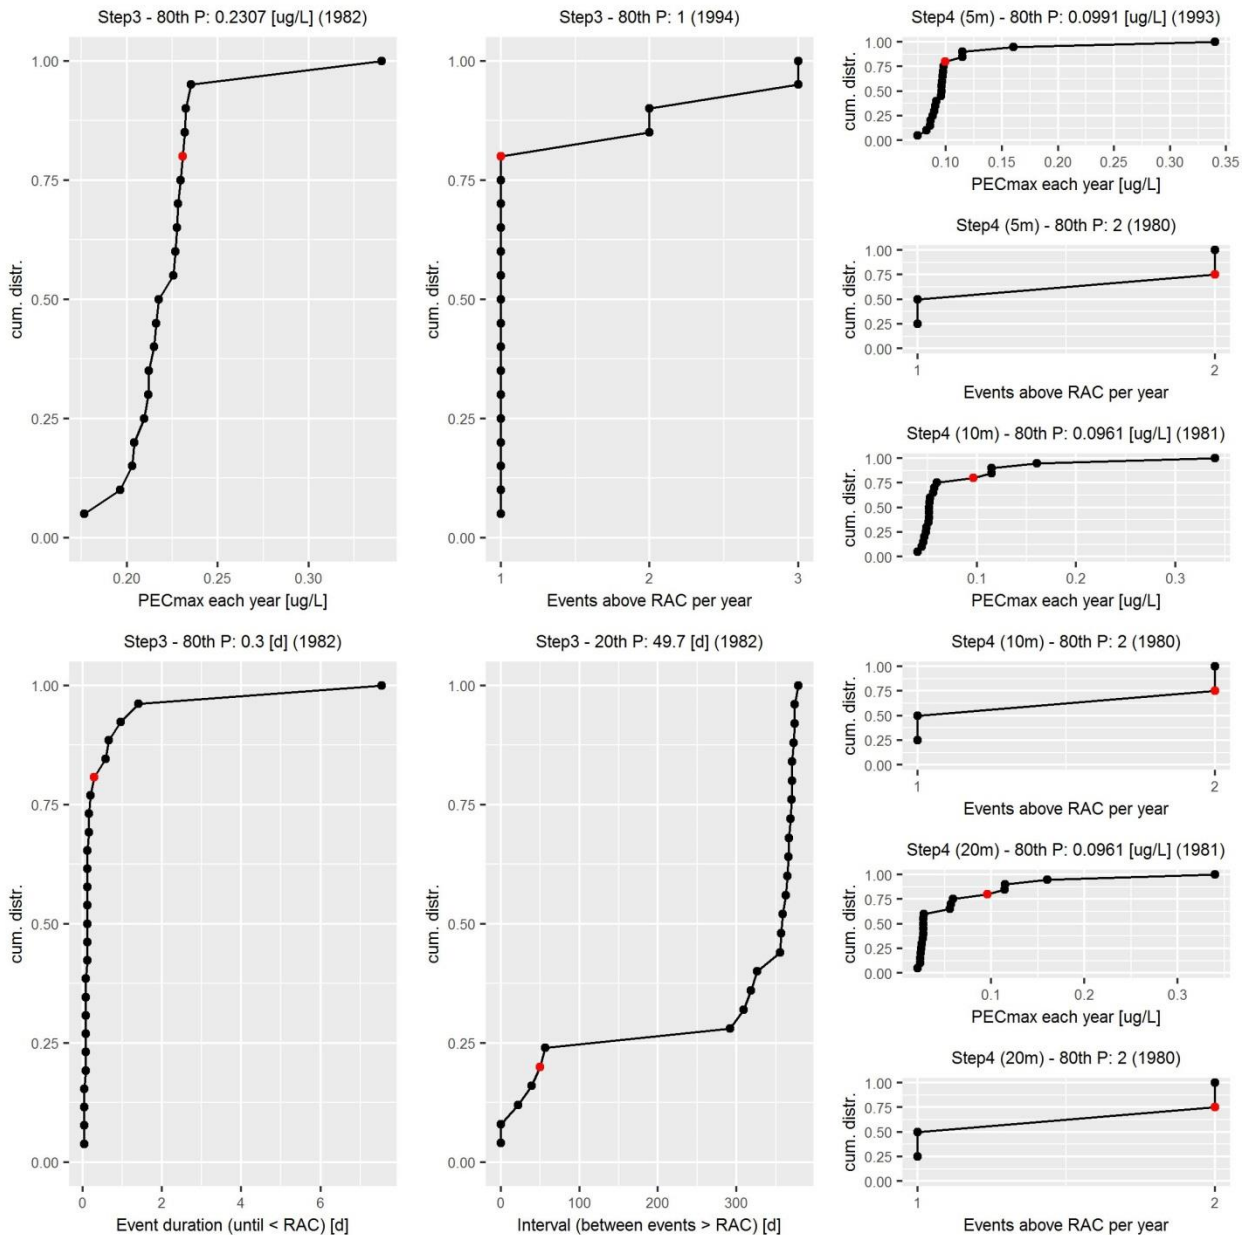 Step3 - 80th P: 0.2307 [ug/L] (1982)
1.00
0.75
0.50
0.25
0.00
cum. distr.
0.20 0.25 0.30
PECmax each year [ug/L]
Step3 - 80th P: 1 (1994)
1.00
0.75
0.50
0.25
0.00
cum. distr.
1 2 3
Events above RAC per year
Step4 (5m) - 80th P: 0.0991 [ug/L] (1993)
1.00
0.75
0.50
0.25
0.00
cum. distr.
0.10 0.15 0.20 0.25 0.30 0.35
PECmax each year [ug/L]
Step4 (5m) - 80th P: 2 (1980)
1.00
0.75
0.50
0.25
0.00
cum. distr.
1 2
Events above RAC per year
Step4 (10m) - 80th P: 0.0961 [ug/L] (1981)
1.00
0.75
0.50
0.25
0.00
cum. distr.
0.1 0.2 0.3
PECmax each year [ug/L]
Step3 - 80th P: 0.3 [d] (1982)
1.00
0.75
0.50
0.25
0.00
cum. distr.
0 2 4 6
Event duration (until < RAC) [d]
Step3 - 20th P: 49.7 [d] (1982)
1.00
0.75
0.50
0.25
0.00
cum. distr.
0 100 200 300
Interval (between events > RAC) [d]
Step4 (10m) - 80th P: 2 (1980)
1.00
0.75
0.50
0.25
0.00
cum. distr.
1 2
Events above RAC per year
Step4 (20m) - 80th P: 0.0961 [ug/L] (1981)
1.00
0.75
0.50
0.25
0.00
cum. distr.
0.1 0.2 0.3
PECmax each year [ug/L]
Step4 (20m) - 80th P: 2 (1980)
1.00
0.75
0.50
0.25
0.00
cum. distr.
1 2
Events above RAC per year